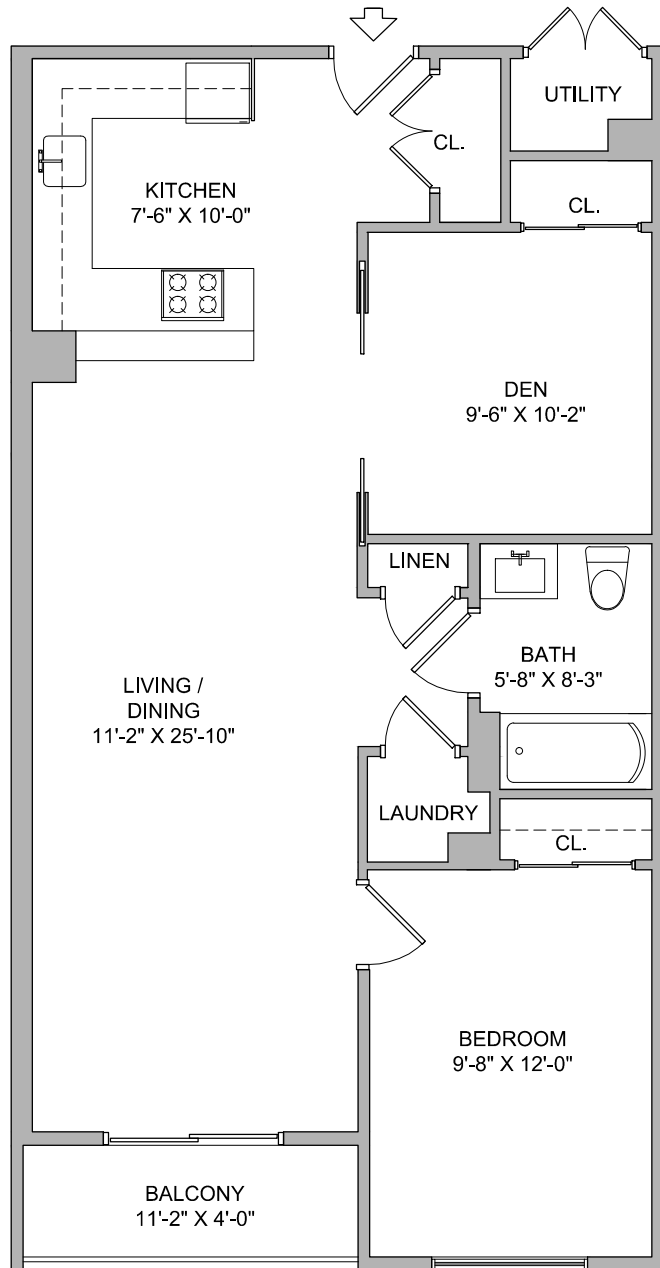 UTILITY
CL.
KITCHEN
7'-6" X 10'-0"
CL.
DEN
9'-6" X 10'-2"
LINEN
BATH
5'-8" X 8'-3"
LIVING /
DINING
11'-2" X 25'-10"
LAUNDRY
CL.
BEDROOM
9'-8" X 12'-0"
BALCONY
11'-2" X 4'-0"